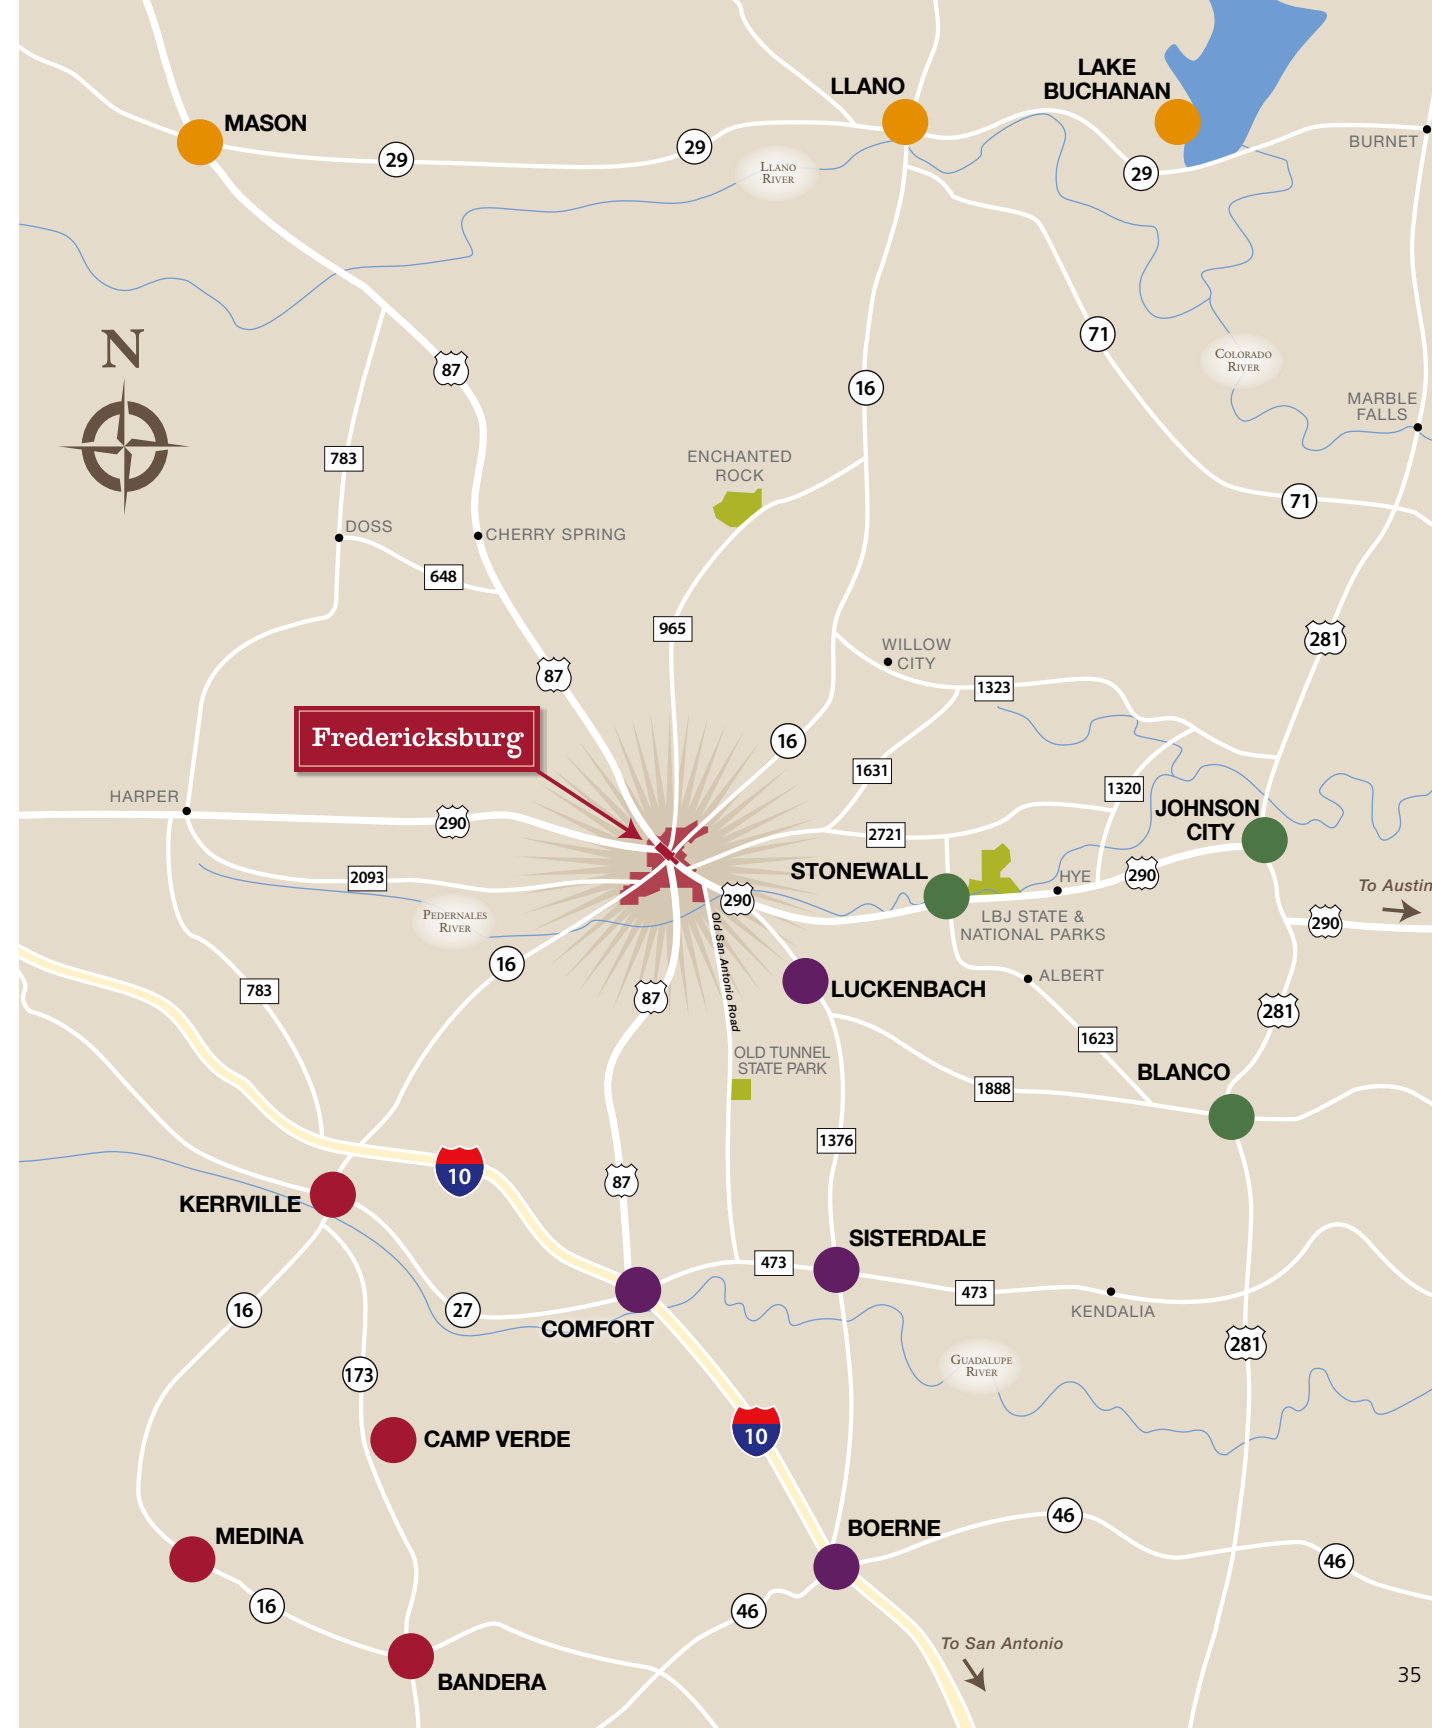 LAKE
BUCHANAN
LLANO
MASON
BURNET
29
29
29
LLANO
RIVER
N
87
71
COLORADO
RIVER
16
MARBLE
FALLS
783
ENCHANTED
ROCK
71
DOSS
CHERRY SPRING
648
965
281
WILLOW
CITY
87
1323
Fredericksburg
16
1631
1320
HARPER
290
JOHNSON
CITY
2721
STONEWALL
HYE
290
2093
To Austin
290
PEDERNALES
RIVER
LBJ STATE &
NATIONAL PARKS
290
Old San Antonio Road
16
ALBERT
783
87
LUCKENBACH
281
1623
OLD TUNNEL
STATE PARK
BLANCO
1888
1376
10
87
KERRVILLE
SISTERDALE
473
473
16
27
KENDALIA
COMFORT
281
GUADALUPE
RIVER
173
10
CAMP VERDE
46
MEDINA
BOERNE
46
16
46
To San Antonio
35
BANDERA